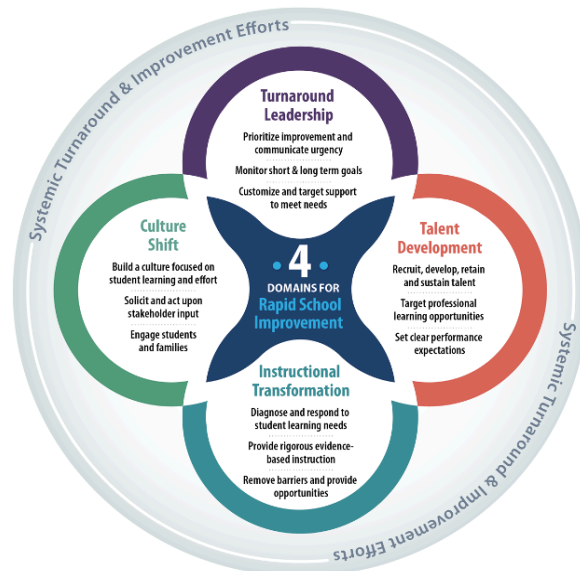 Systemic Turnaround & Improvement Efforts
Turnaround
Leadership
Prioritize improvement and
communicate urgency
Monitor short & long term goals
Customize and target support
to meet needs
Culture
Shift
Build a culture focused on
student learning and effort
Solicit and act upon
stakeholder input
Engage students
and families
• 4 •
DOMAINS FOR
Rapid School
Improvement
Talent
Development
Recruit, develop, retain
and sustain talent
Target professional
learning opportunities
Set clear performance
expectations
Instructional
Transformation
Diagnose and respond to
student learning needs
Provide rigorous evidence-
based instruction
Remove barriers and provide
opportunities
Systemic Turnaround & Improvement Efforts